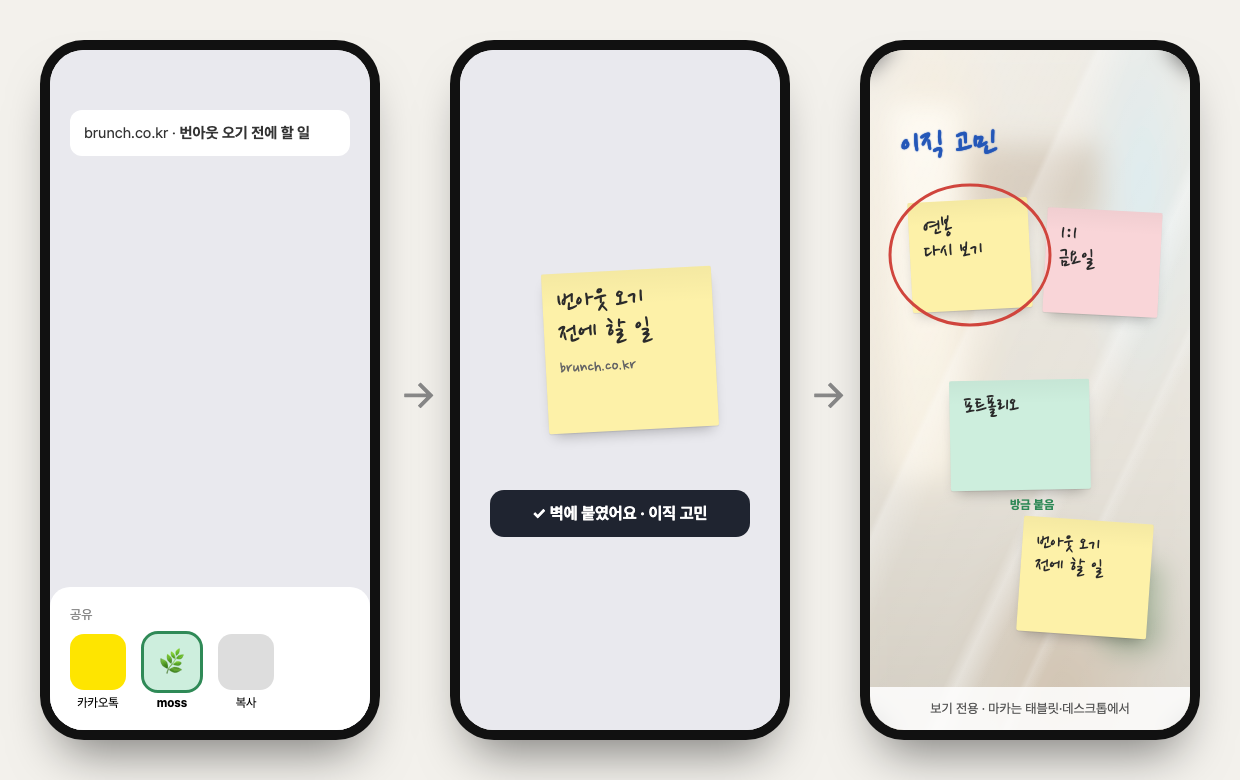 brunch.co.kr · 번아웃 오기 전에 할 일
공유
카카오톡
moss
복사
→
번아웃 오기
전에 할 일
brunch.co.kr
✓ 벽에 붙였어요 · 이직 고민
→
이직 고민
연봉
다시 보기
1:1
금요일
포트폴리오
방금 붙음
번아웃 오기
전에 할 일
보기 전용 · 마카는 태블릿·데스크톱에서